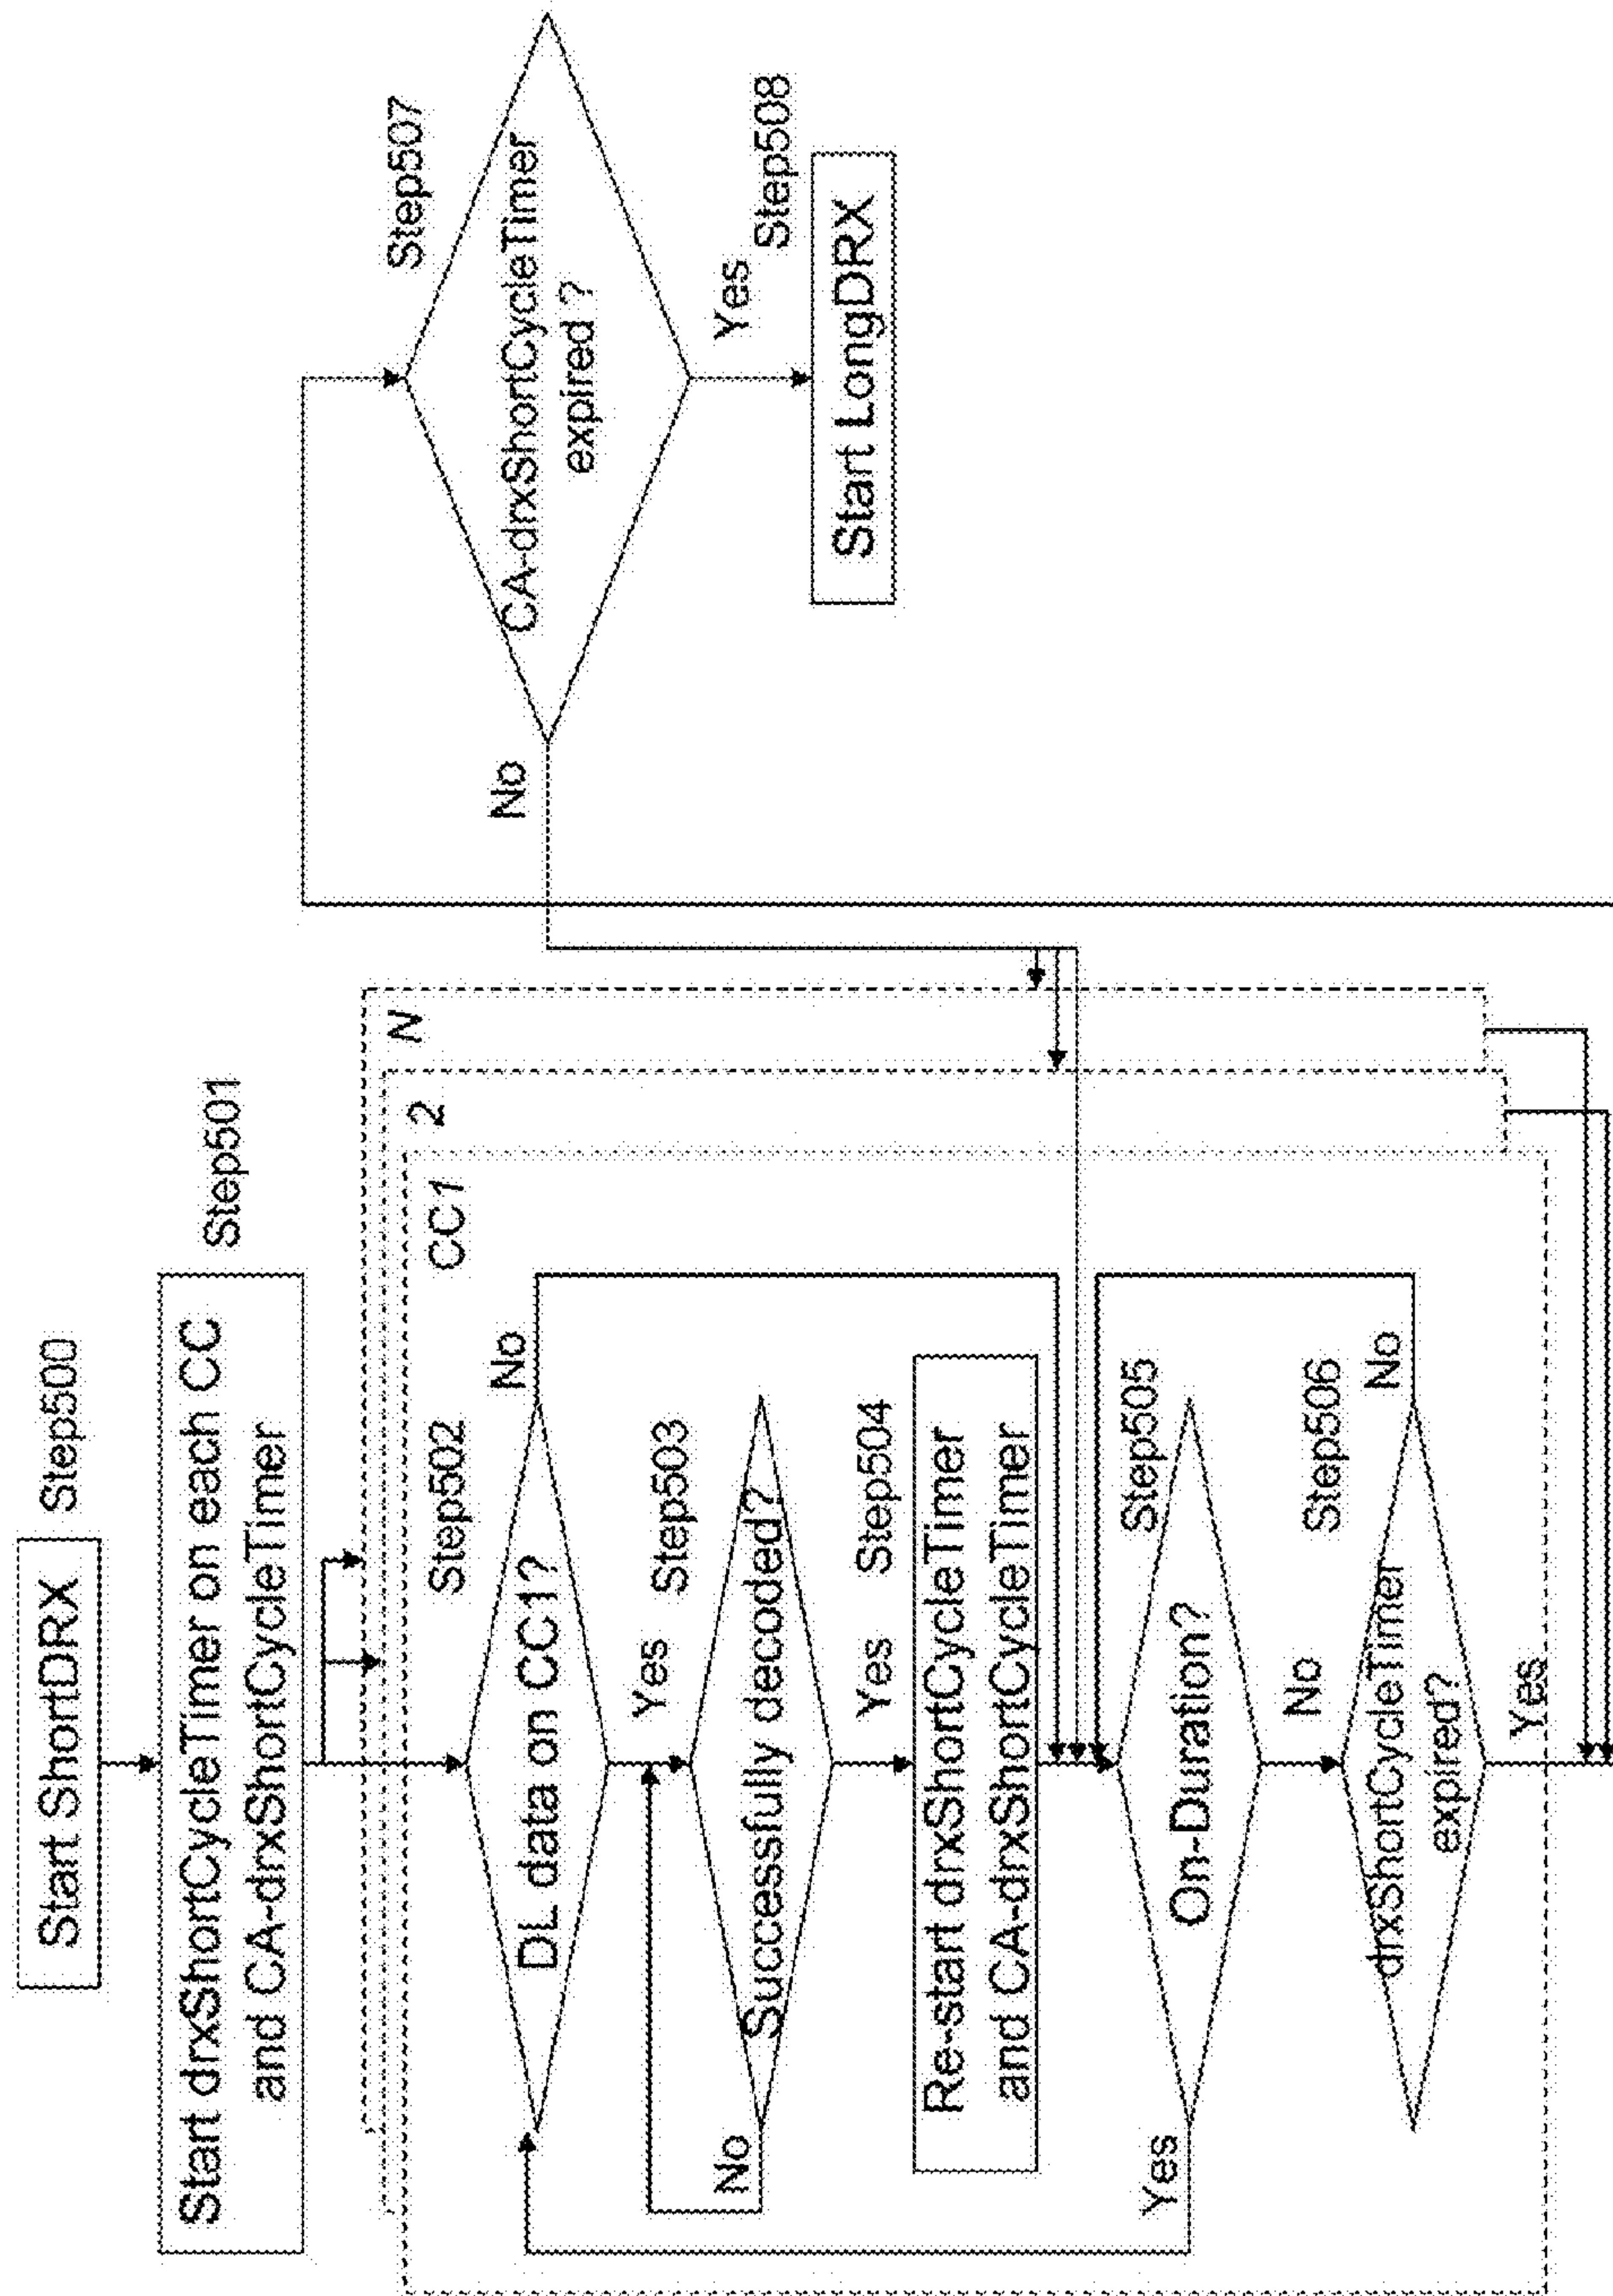 Start ShortDRX
Step500
Start drxShortCycleTimer on each CC
and CA-drxShortCycleTimer
Step501
N
2
CC1
Step502
DL data on CC1?
No
Yes
Step503
Successfully decoded?
No
Yes
Step504
Re-start drxShortCycleTimer
and CA-drxShortCycleTimer
Step505
On-Duration?
Yes
No
Step506
drxShortCycleTimer
expired?
No
Yes
Step507
CA-drxShortCycleTimer
expired ?
No
Yes
Step508
Start LongDRX